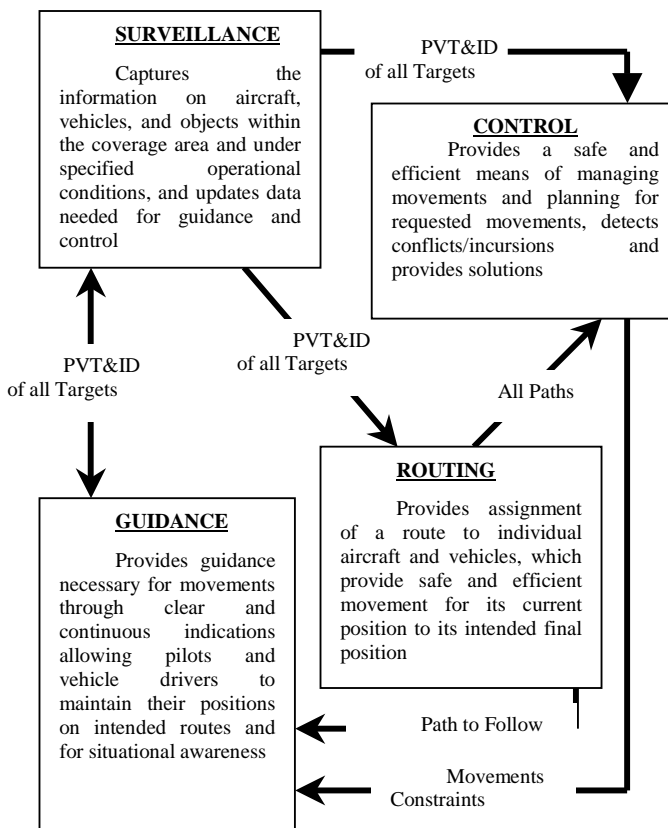 SURVEILLANCE
Captures the
information on aircraft,
vehicles, and objects within
the coverage area and under
specified operational
conditions, and updates data
needed for guidance and
control
PVT&ID
of all Targets
CONTROL
Provides a safe and
efficient means of managing
movements and planning for
requested movements, detects
conflicts/incursions and
provides solutions
PVT&ID
of all Targets
PVT&ID
of all Targets
All Paths
ROUTING
Provides assignment
of a route to individual
aircraft and vehicles, which
provide safe and efficient
movement for its current
position to its intended final
position
GUIDANCE
Provides guidance
necessary for movements
through clear and
continuous indications
allowing pilots and
vehicle drivers to
maintain their positions
on intended routes and
for situational awareness
Path to Follow
Movements
Constraints